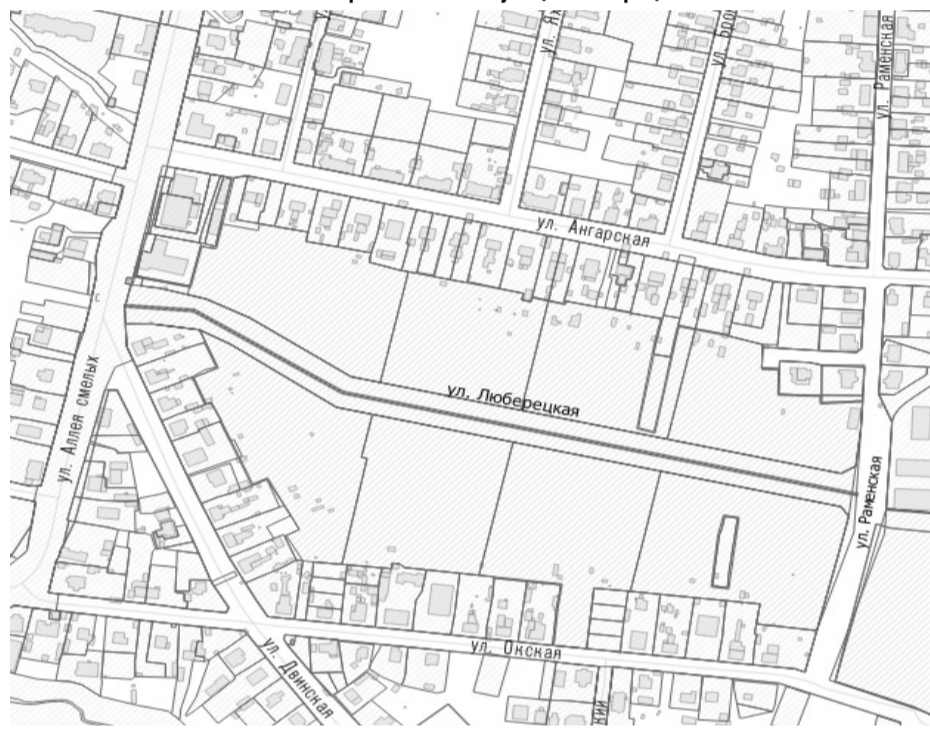 ул. Раменская
ул. Ангарская
ул. Люберецкая
ул. Аллея смелых
ул. Раменская
ул. Окская
ул. Двинская